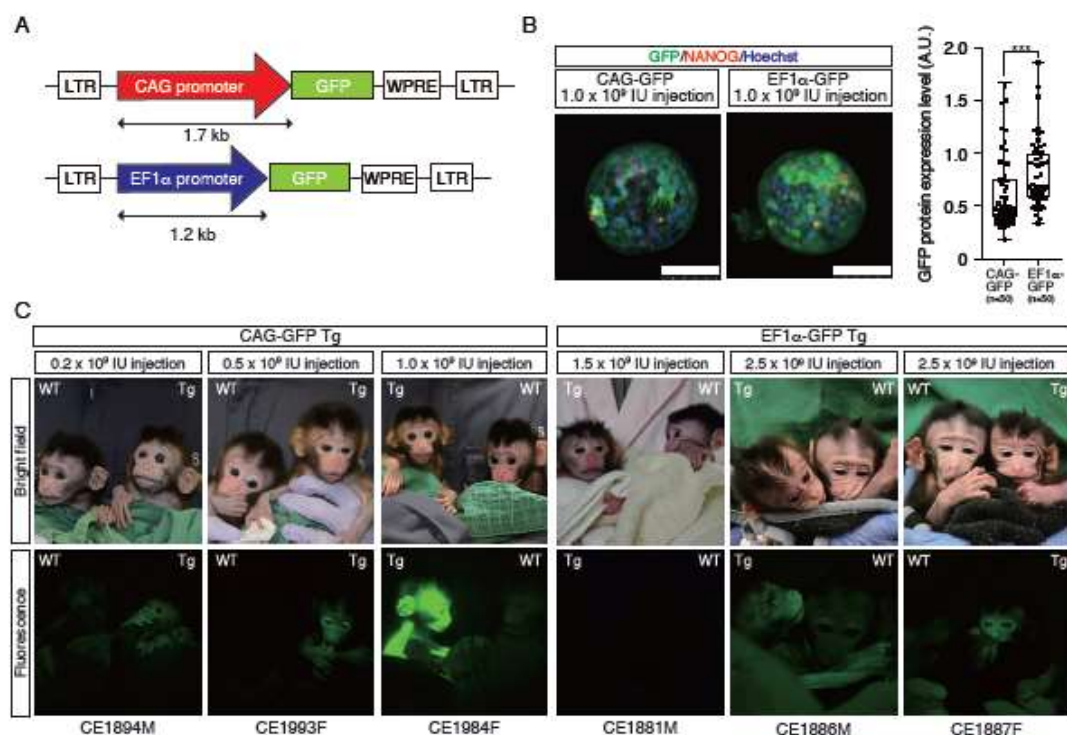 A
LTR
CAG promoter
GFP
WPRE
LTR
1.7 kb
LTR
EF1α promoter
GFP
WPRE
LTR
1.2 kb
B
GFP/NANOG/Hoechst
CAG-GFP
1.0 x 10⁹ IU injection
EF1α-GFP
1.0 x 10⁹ IU injection
GFP protein expression level (A.U.)
2.0
1.5
1.0
0.5
0
***
CAG-
GFP
(n=50)
EF1α-
GFP
(n=50)
C
CAG-GFP Tg
EF1α-GFP Tg
0.2 x 10⁹ IU injection
0.5 x 10⁹ IU injection
1.0 x 10⁹ IU injection
1.5 x 10⁹ IU injection
2.5 x 10⁹ IU injection
2.5 x 10⁹ IU injection
Bright field
WT Tg
WT Tg
Tg WT
Tg WT
Tg WT
WT Tg
Fluorescence
WT Tg
WT Tg
Tg WT
Tg WT
Tg WT
WT Tg
CE1894M
CE1993F
CE1984F
CE1881M
CE1886M
CE1887F